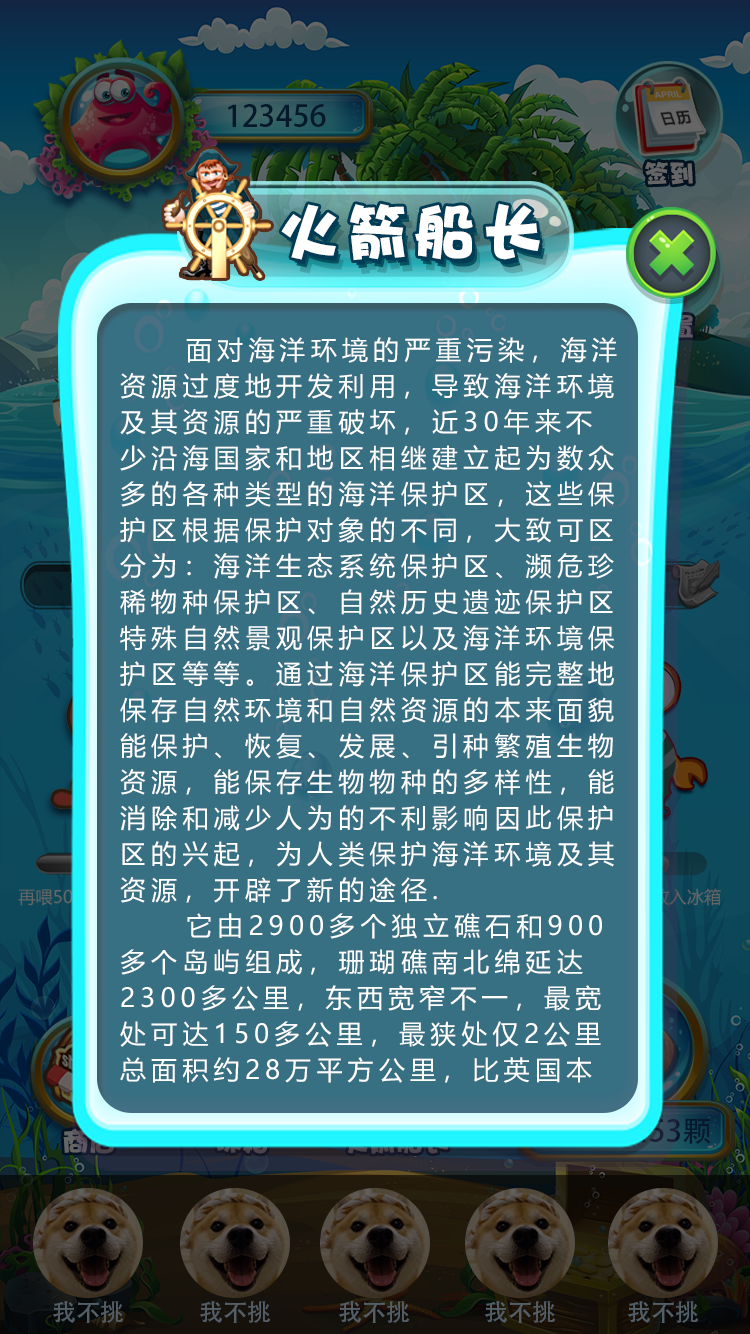 123456
APRIL
日历
签到
火箭船长
面对海洋环境的严重污染，海洋
资源过度地开发利用，导致海洋环境
及其资源的严重破坏，近30年来不
少沿海国家和地区相继建立起为数众
多的各种类型的海洋保护区，这些保
护区根据保护对象的不同，大致可区
分为：海洋生态系统保护区、濒危珍
稀物种保护区、自然历史遗迹保护区
特殊自然景观保护区以及海洋环境保
护区等等。通过海洋保护区能完整地
保存自然环境和自然资源的本来面貌
能保护、恢复、发展、引种繁殖生物
资源，能保存生物物种的多样性，能
消除和减少人为的不利影响因此保护
区的兴起，为人类保护海洋环境及其
资源，开辟了新的途径.
它由2900多个独立礁石和900
多个岛屿组成，珊瑚礁南北绵延达
2300多公里，东西宽窄不一，最宽
处可达150多公里，最狭处仅2公里
总面积约28万平方公里，比英国本
再喂50
入冰箱
53颗
我不挑
我不挑
我不挑
我不挑
我不挑